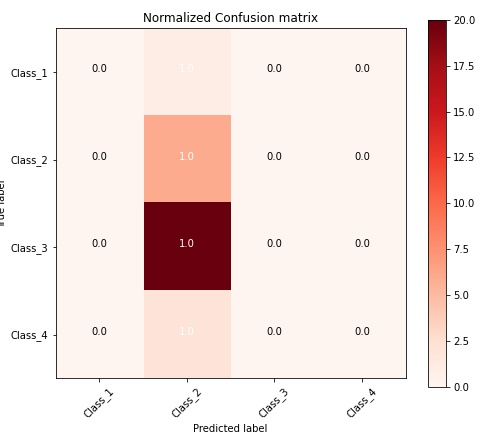 Normalized Confusion matrix
Class_1 0.0 1.0 0.0 0.0
Class_2 0.0 1.0 0.0 0.0
Class_3 0.0 1.0 0.0 0.0
Class_4 0.0 1.0 0.0 0.0
Class_1 Class_2 Class_3 Class_4
Predicted label
True label
20.0
17.5
15.0
12.5
10.0
7.5
5.0
2.5
0.0